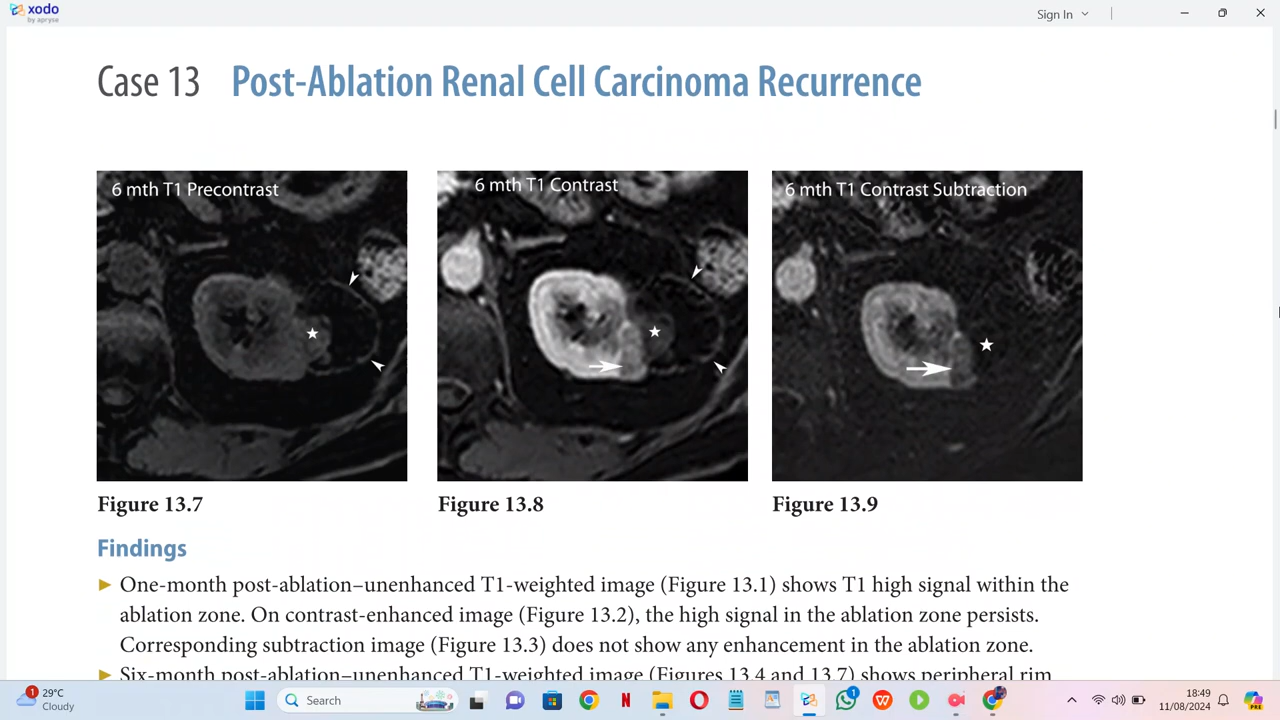 xodo
by apryse
Sign In
Case 13 Post-Ablation Renal Cell Carcinoma Recurrence
6 mth T1 Precontrast
6 mth T1 Contrast
6 mth T1 Contrast Subtraction
Figure 13.7
Figure 13.8
Figure 13.9
Findings
One-month post-ablation–unenhanced T1-weighted image (Figure 13.1) shows T1 high signal within the
ablation zone. On contrast-enhanced image (Figure 13.2), the high signal in the ablation zone persists.
Corresponding subtraction image (Figure 13.3) does not show any enhancement in the ablation zone.
Six-month post-ablation–unenhanced T1-weighted image (Figures 13.4 and 13.7) shows peripheral rim
1
29°C
Cloudy
Search
N
1
W
18:49
11/08/2024
PRE